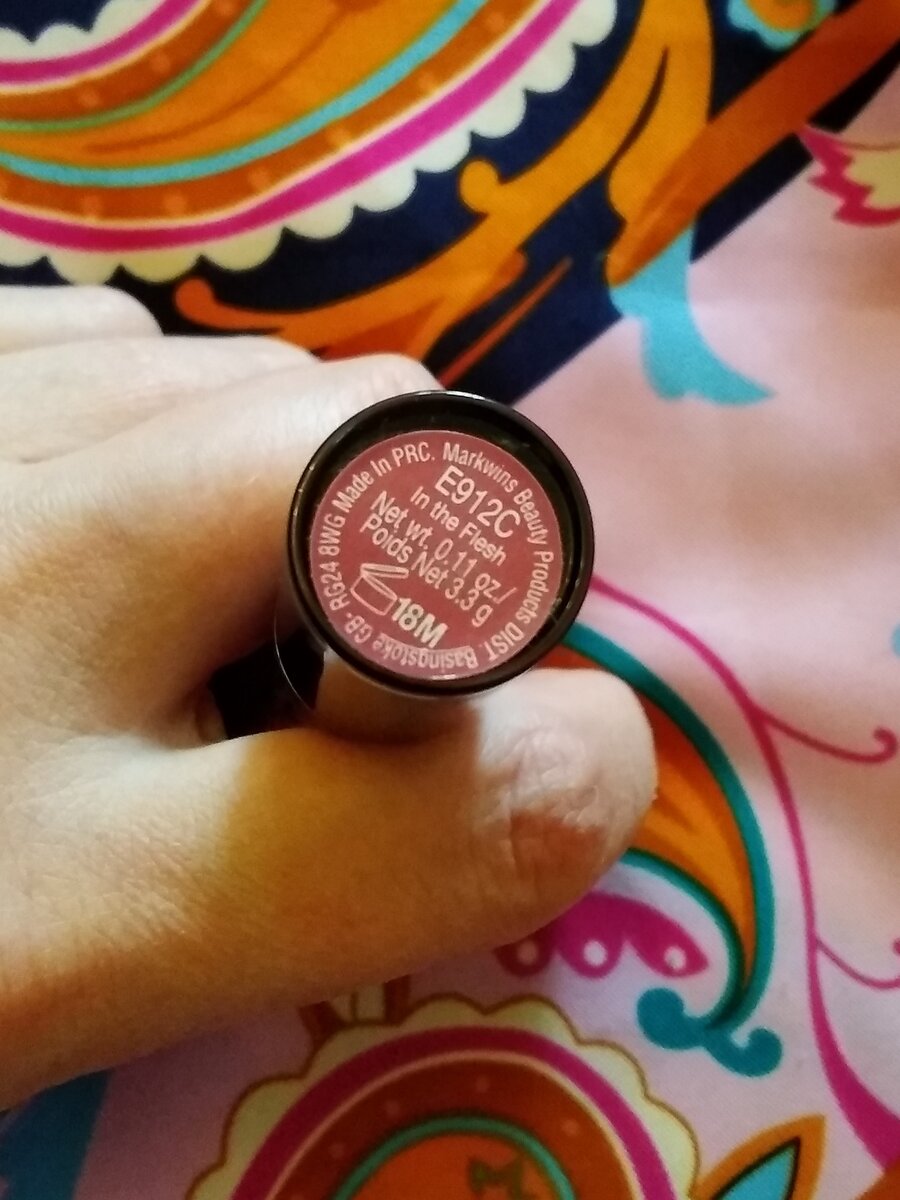 Made In PRC. Markwins Beauty Products DIST. Basingstoke GB- RG24 8WG
E912C
In the Flesh
Net wt. 0.11 oz./
Poids Net 3.3 g
18M